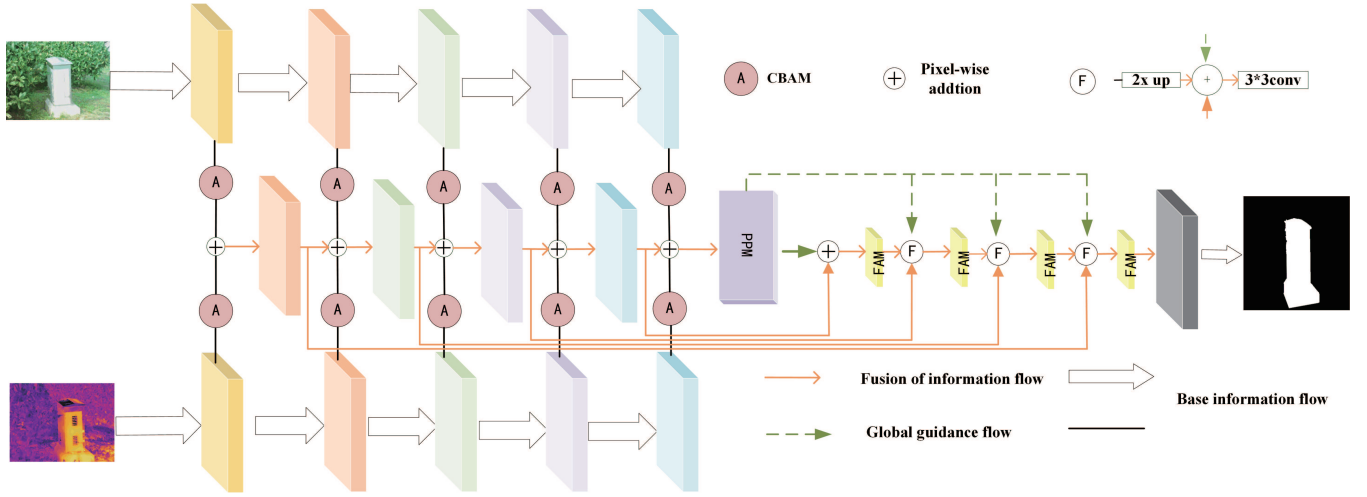 A
CBAM
+
Pixel-wise
addtion
F
2x up
+
3*3conv
A
A
A
A
A
+
+
+
+
+
PPM
+
FAM
F
FAM
F
FAM
F
FAM
A
A
A
A
A
Fusion of information flow
Base information flow
Global guidance flow